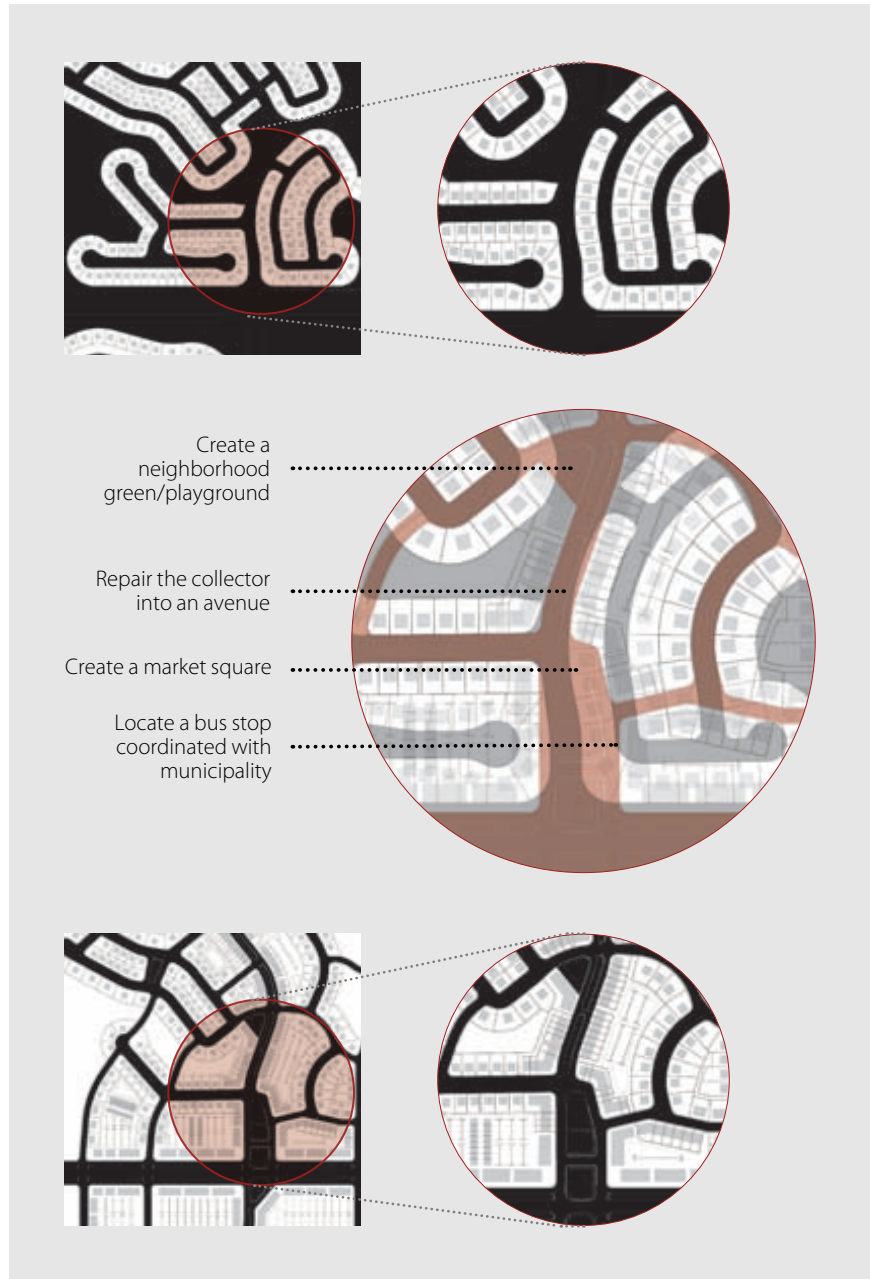 Create a
neighborhood
green/playground
Repair the collector
into an avenue
Create a market square
Locate a bus stop
coordinated with
municipality